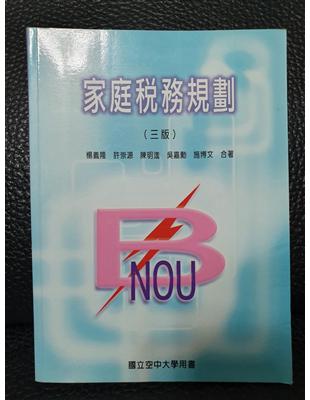 家庭稅務規劃
(三版)
楊義隆 許崇源 陳明進 吳嘉勳 施博文 合著
B
NOU
國立空中大學用書